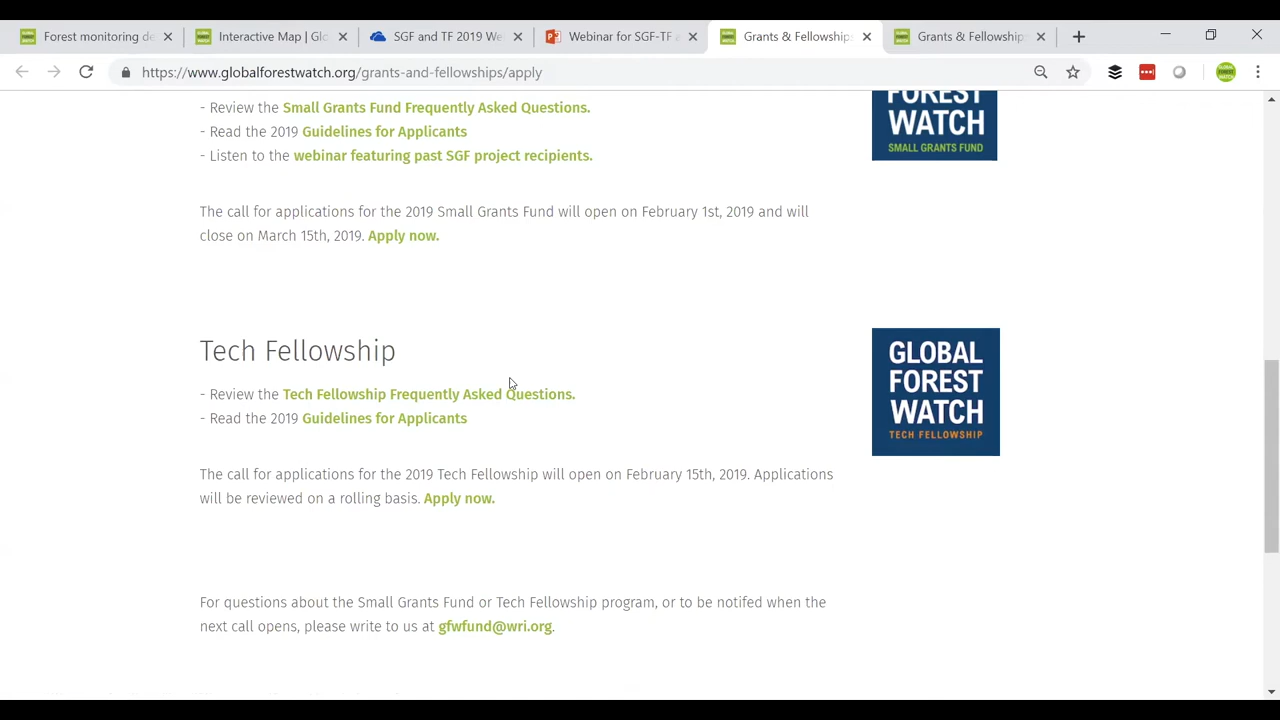 Forest monitoring de
Interactive Map | Glo
SGF and TF 2019 We
Webinar for SGF-TF a
Grants & Fellowships
Grants & Fellowships
https://www.globalforestwatch.org/grants-and-fellowships/apply
- Review the Small Grants Fund Frequently Asked Questions.
- Read the 2019 Guidelines for Applicants
- Listen to the webinar featuring past SGF project recipients.
FOREST
WATCH
SMALL GRANTS FUND
The call for applications for the 2019 Small Grants Fund will open on February 1st, 2019 and will
close on March 15th, 2019. Apply now.
Tech Fellowship
- Review the Tech Fellowship Frequently Asked Questions.
- Read the 2019 Guidelines for Applicants
The call for applications for the 2019 Tech Fellowship will open on February 15th, 2019. Applications
will be reviewed on a rolling basis. Apply now.
GLOBAL
FOREST
WATCH
TECH FELLOWSHIP
For questions about the Small Grants Fund or Tech Fellowship program, or to be notifed when the
next call opens, please write to us at gfwfund@wri.org.